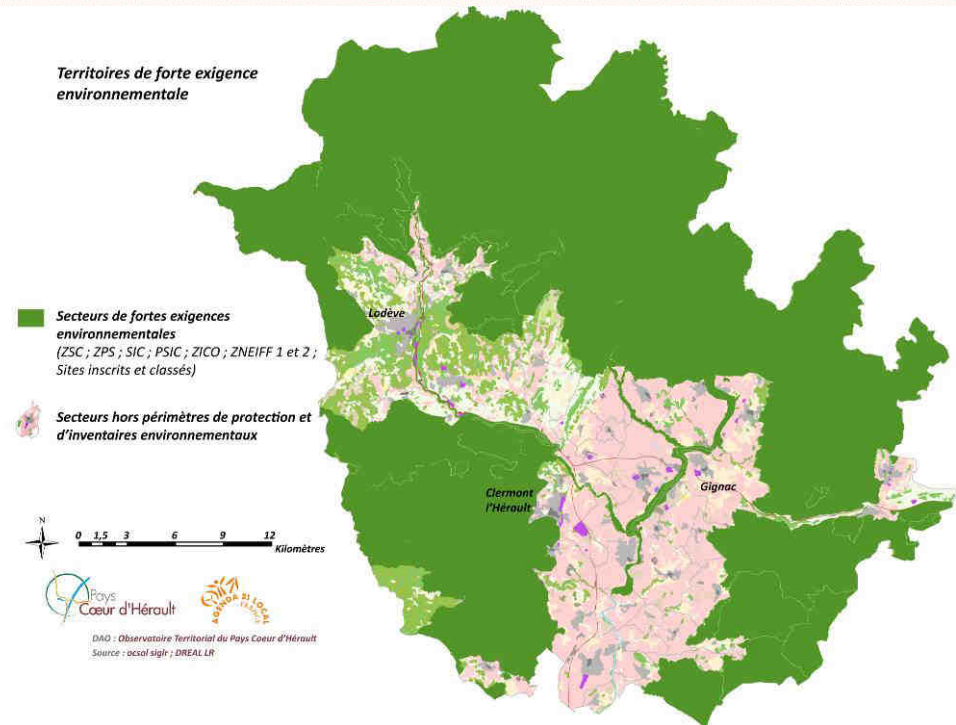 Territoires de forte exigence
environnementale
Lodève
Secteurs de fortes exigences
environnementales
(ZSC ; ZPS ; SIC ; PSIC ; ZICO ; ZNEIFF 1 et 2 ;
Sites inscrits et classés)
Secteurs hors périmètres de protection et
d'inventaires environnementaux
Clermont
l'Hérault
Gignac
N
0 1,5 3 6 9 12
Kilomètres
Pays
Cœur d'Hérault
AGENDA 21 LOCAL
FRANCE
DAO : Observatoire Territorial du Pays Coeur d'Hérault
Source : ocsol siglr ; DREAL LR